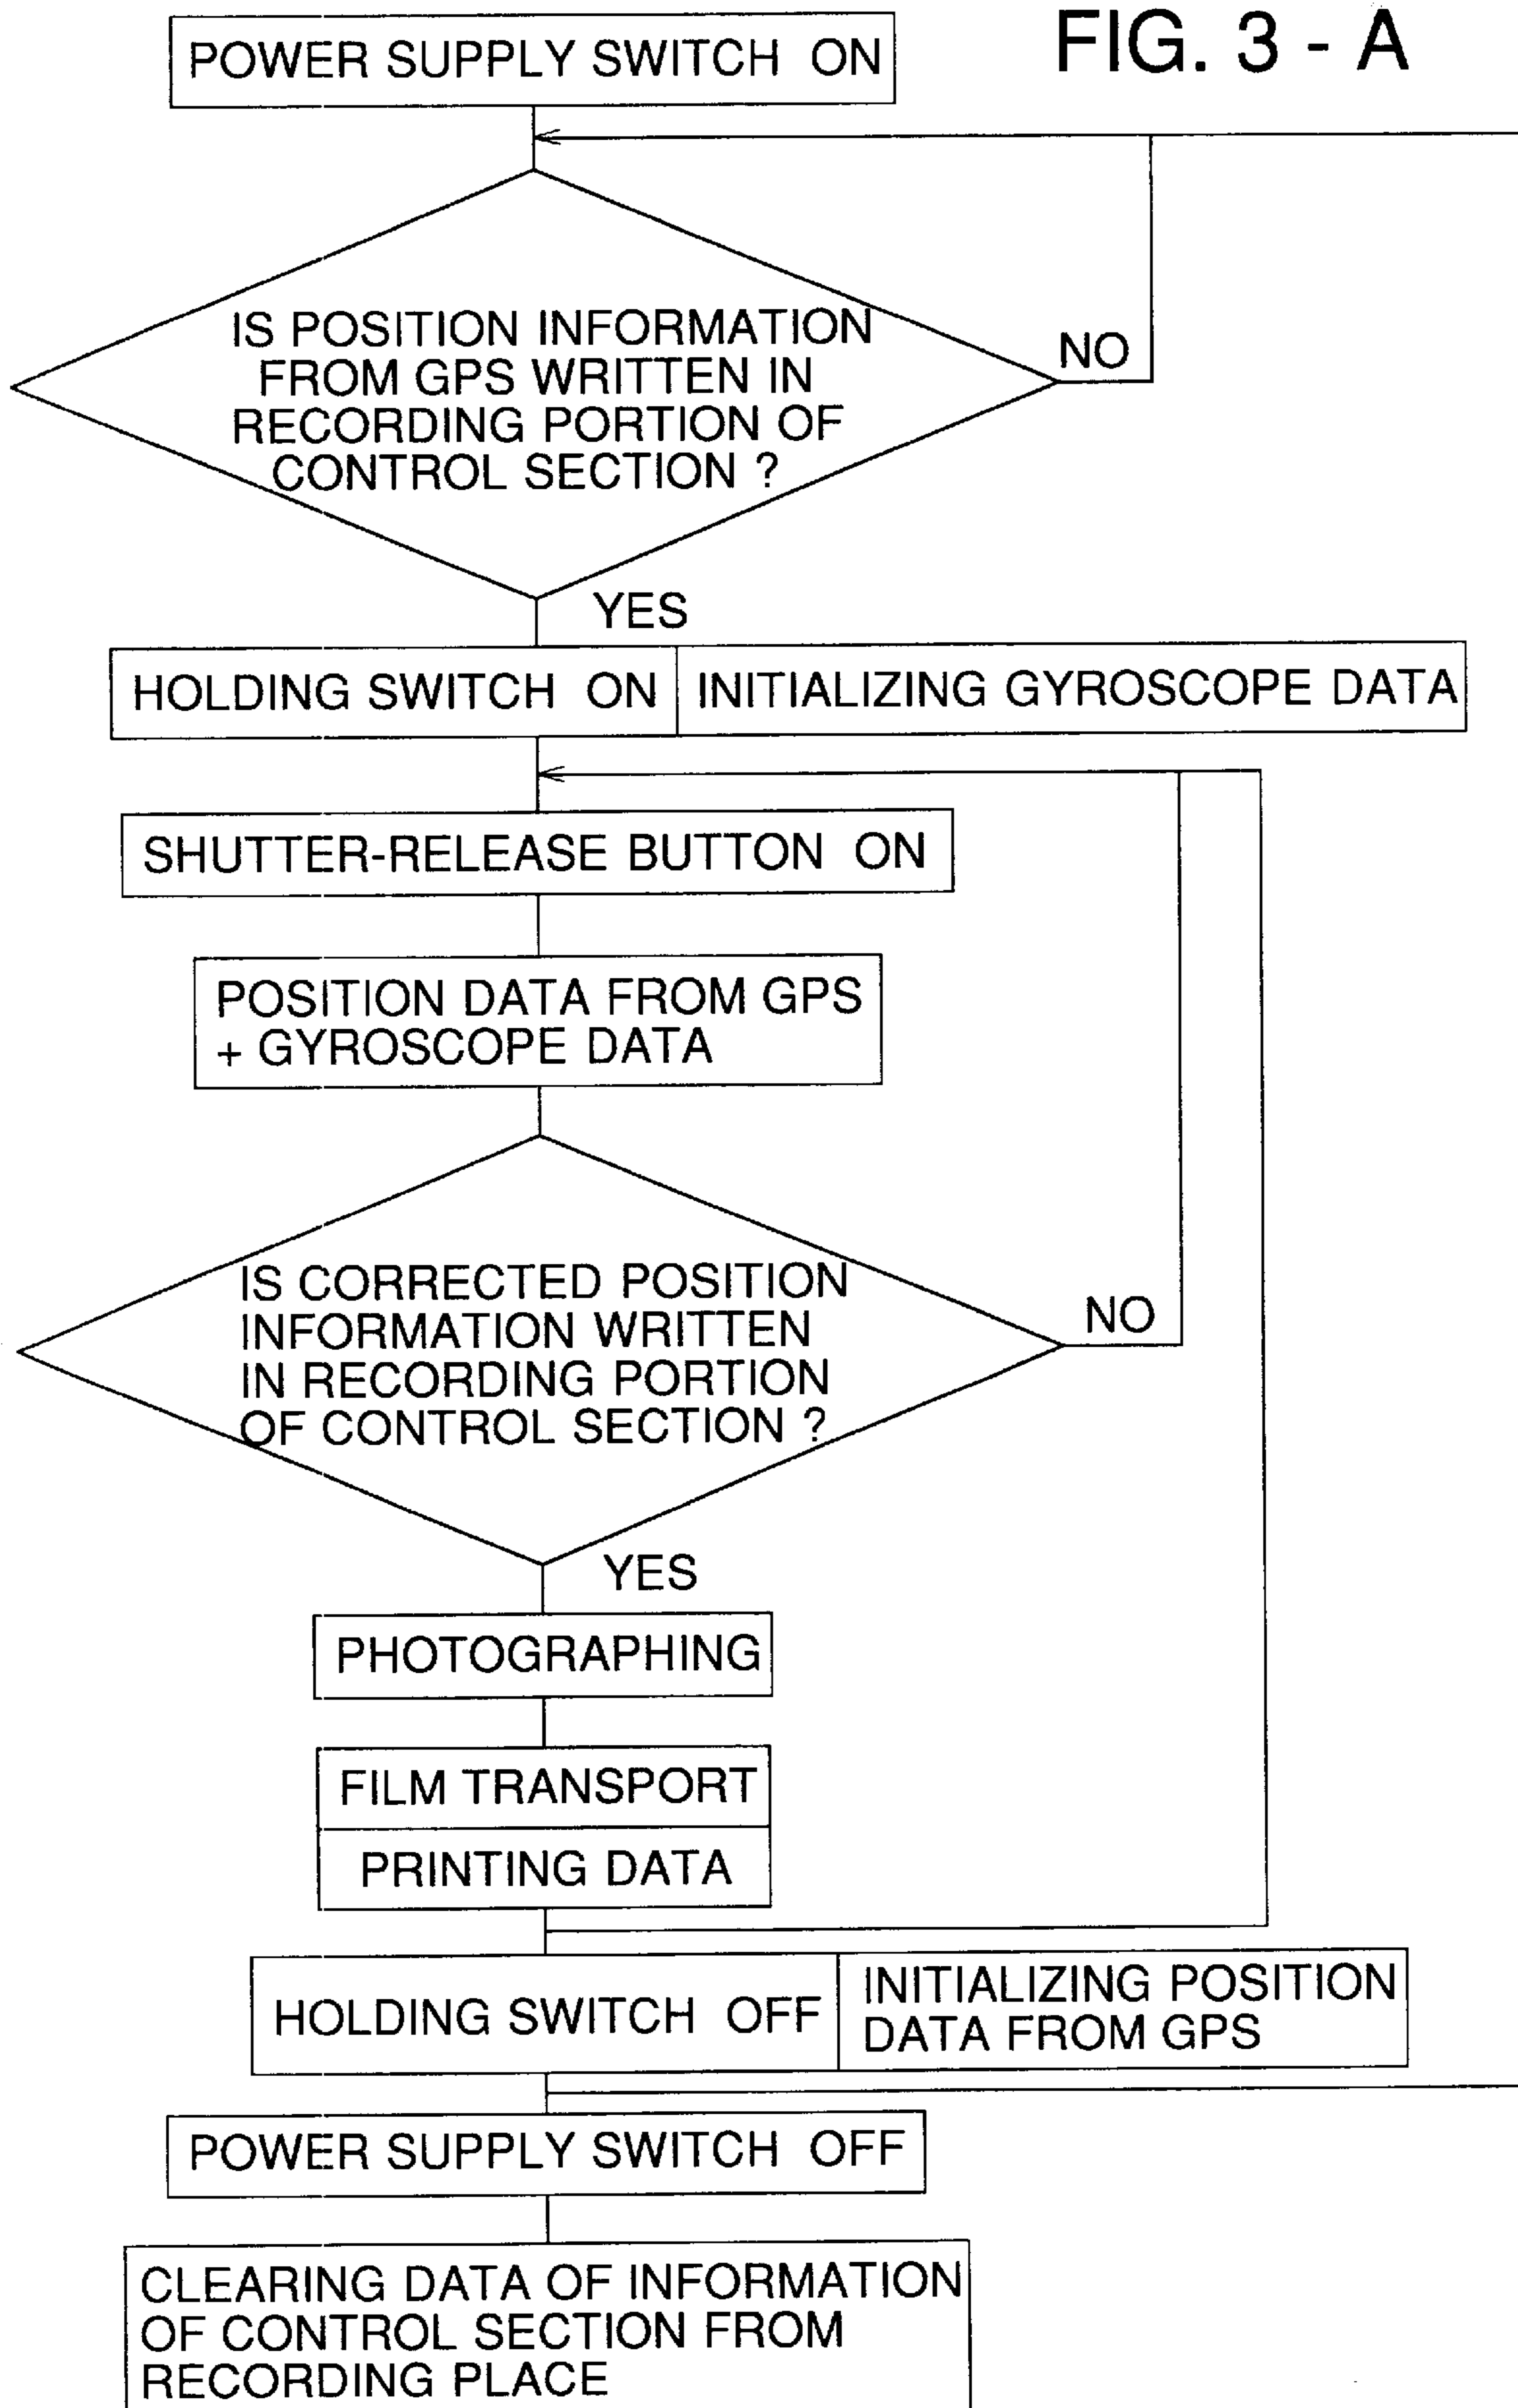 FIG. 3 - A
POWER SUPPLY SWITCH ON
IS POSITION INFORMATION
FROM GPS WRITTEN IN
RECORDING PORTION OF
CONTROL SECTION ?
NO
YES
HOLDING SWITCH ON
INITIALIZING GYROSCOPE DATA
SHUTTER-RELEASE BUTTON ON
POSITION DATA FROM GPS
+ GYROSCOPE DATA
IS CORRECTED POSITION
INFORMATION WRITTEN
IN RECORDING PORTION
OF CONTROL SECTION ?
NO
YES
PHOTOGRAPHING
FILM TRANSPORT
PRINTING DATA
HOLDING SWITCH OFF
INITIALIZING POSITION
DATA FROM GPS
POWER SUPPLY SWITCH OFF
CLEARING DATA OF INFORMATION
OF CONTROL SECTION FROM
RECORDING PLACE